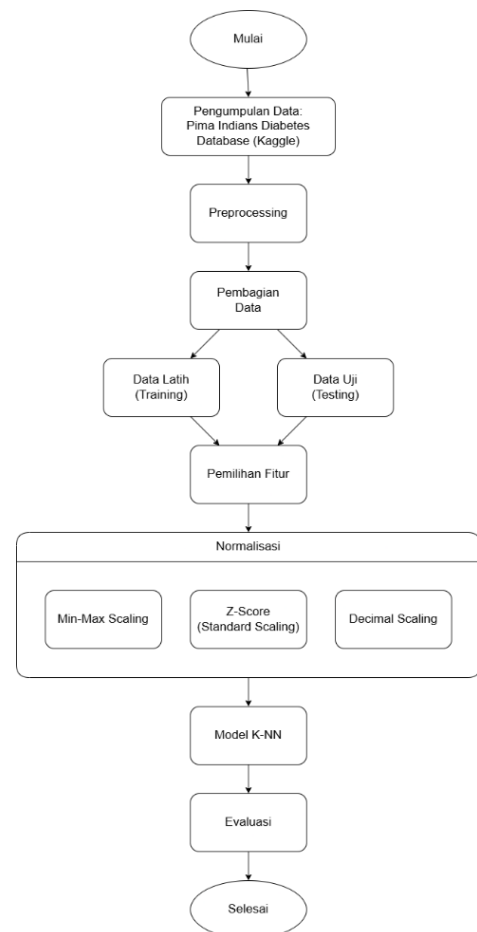 Mulai
Pengumpulan Data:
Pima Indians Diabetes
Database (Kaggle)
Preprocessing
Pembagian
Data
Data Latih
(Training)
Data Uji
(Testing)
Pemilihan Fitur
Normalisasi
Min-Max Scaling
Z-Score
(Standard Scaling)
Decimal Scaling
Model K-NN
Evaluasi
Selesai